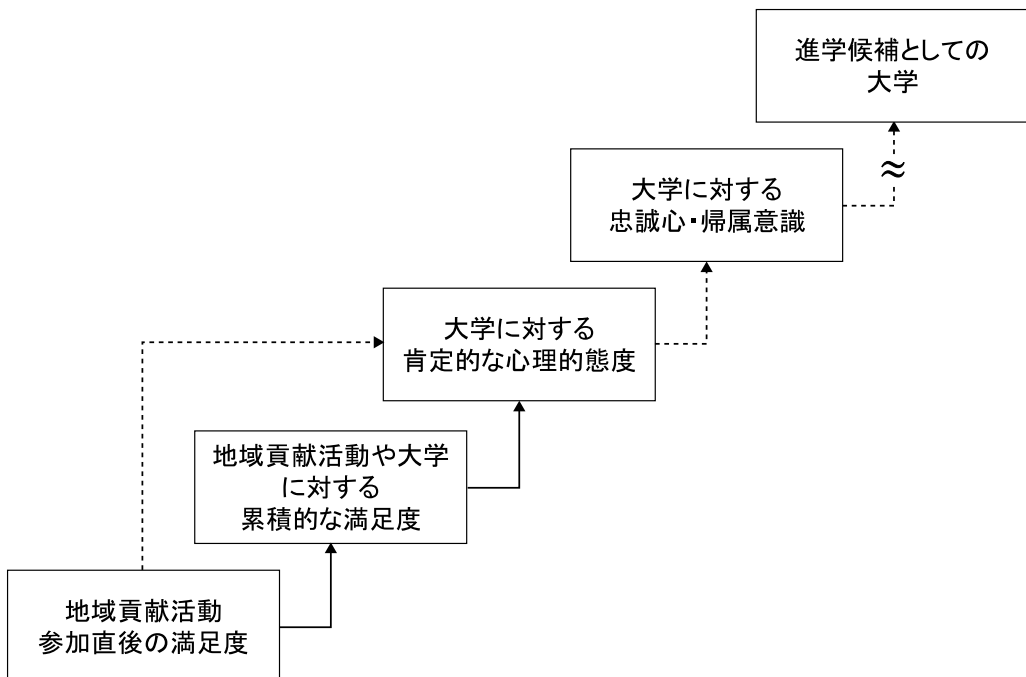 進学候補としての
大学
大学に対する
忠誠心・帰属意識
大学に対する
肯定的な心理的態度
地域貢献活動や大学
に対する
累積的な満足度
地域貢献活動
参加直後の満足度